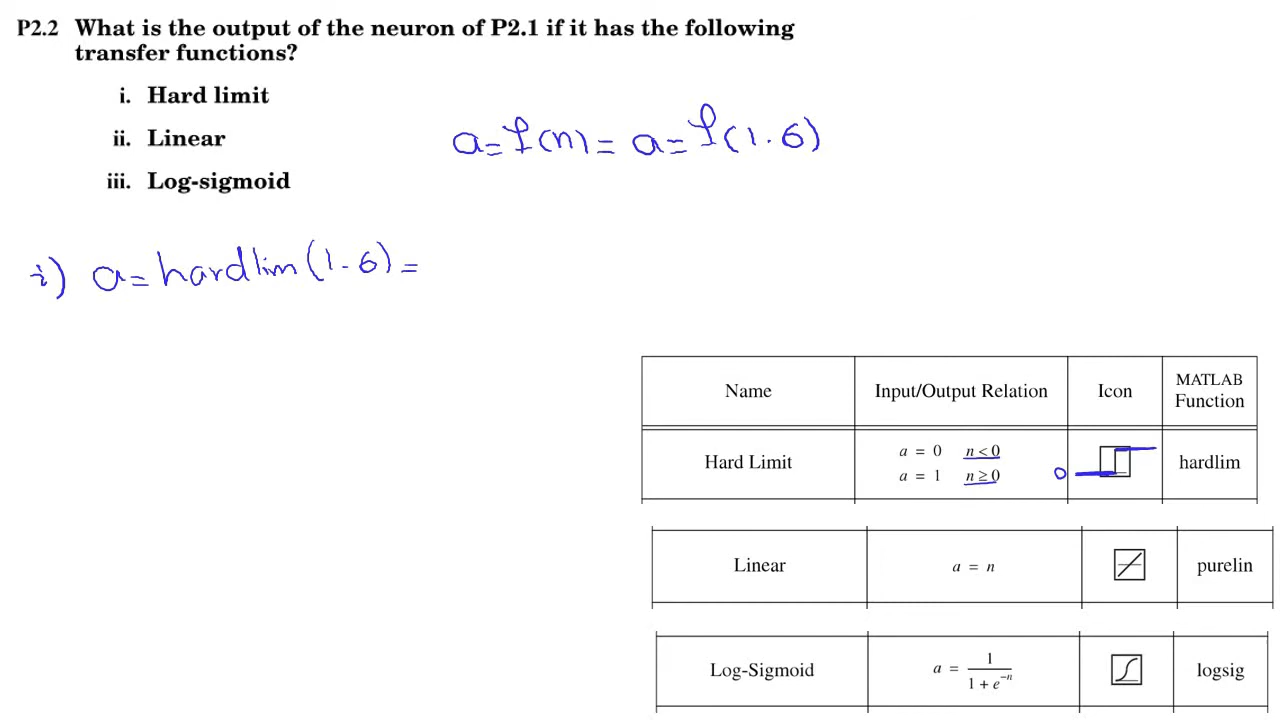 P2.2 What is the output of the neuron of P2.1 if it has the following
transfer functions?
i. Hard limit
ii. Linear
iii. Log-sigmoid
a = f(n) = a = f(1.6)
i) a = hardlim(1.6) =
Name Input/Output Relation Icon MATLAB Function
Hard Limit a = 0 n < 0 0 hardlim
a = 1 n ≥ 0
Linear a = n purelin
Log-Sigmoid a = 1 / (1 + e^-n) logsig